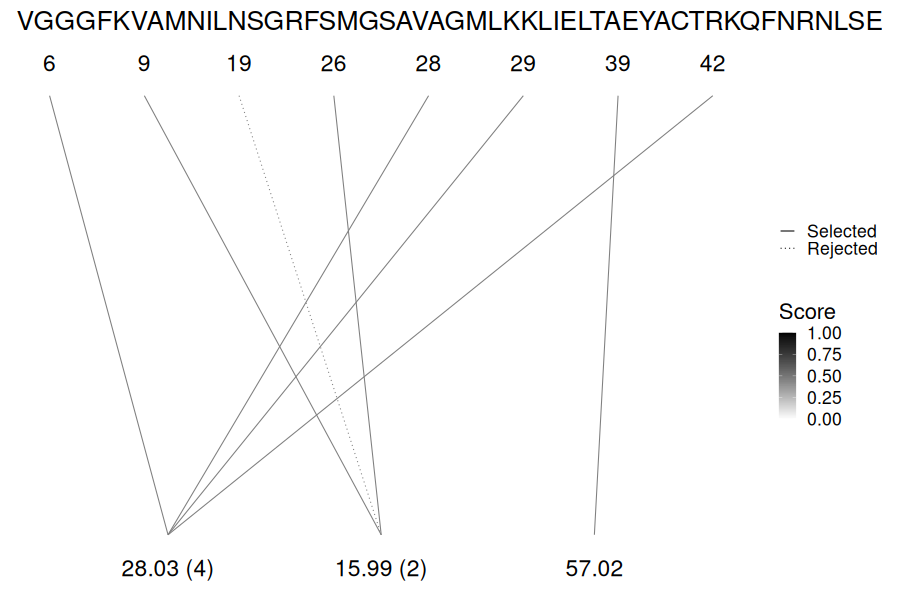 VGGGFKVAMNILNSGRFSMGSAVAGMLKKLIELTAEYACTRKQFNRNLSE
6 9 19 26 28 29 39 42
Selected
Rejected
Score
1.00
0.75
0.50
0.25
0.00
28.03 (4) 15.99 (2) 57.02